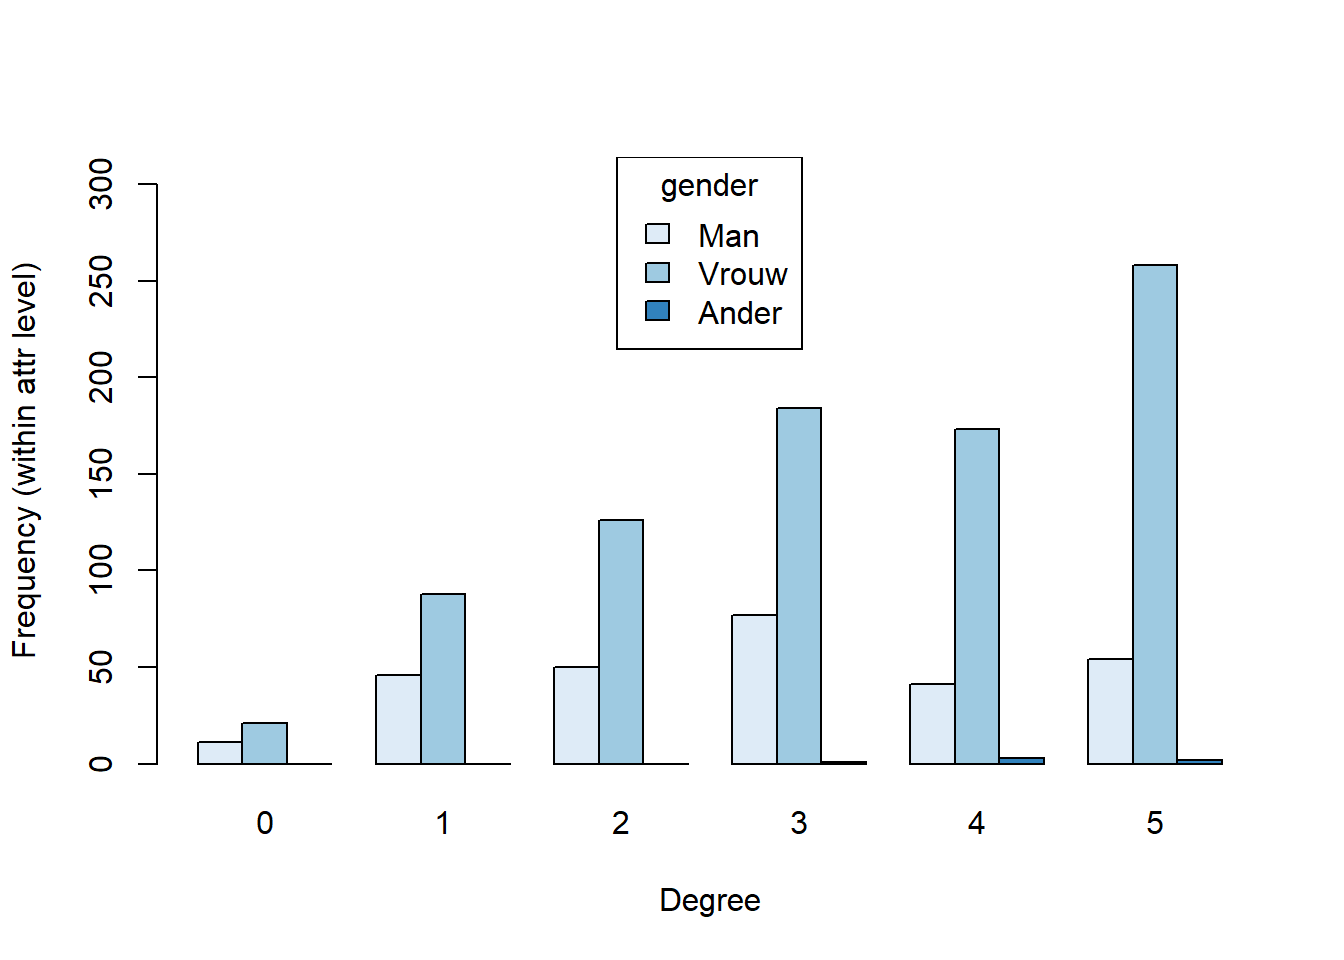 gender
Man
Vrouw
Ander
Frequency (within attr level)
300
250
200
150
100
50
0
0 1 2 3 4 5
Degree